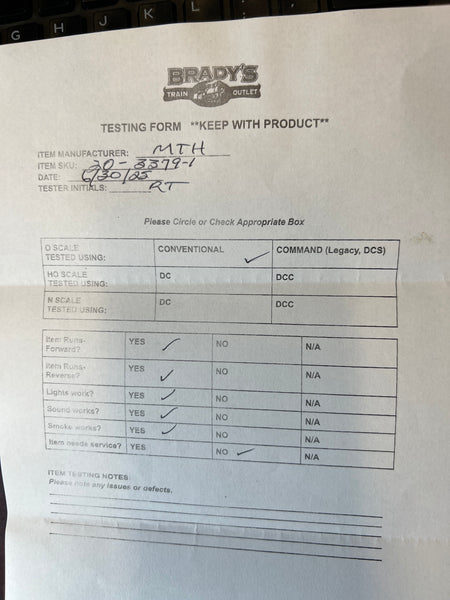 BRADY'S
TRAIN OUTLET
TESTING FORM **KEEP WITH PRODUCT**
ITEM MANUFACTURER: MTH
ITEM SKU: 20-3379-1
DATE: 6/30/25
TESTER INITIALS: RT
Please Circle or Check Appropriate Box
O SCALE TESTED USING: CONVENTIONAL ✓ COMMAND (Legacy, DCS)
HO SCALE TESTED USING: DC DCC
N SCALE TESTED USING: DC DCC
Item Runs- Forward? YES ✓ NO N/A
Item Runs- Reverse? YES ✓ NO N/A
Lights work? YES ✓ NO N/A
Sound works? YES ✓ NO N/A
Smoke works? YES ✓ NO N/A
Item needs service? YES NO ✓ N/A
ITEM TESTING NOTES
Please note any issues or defects.